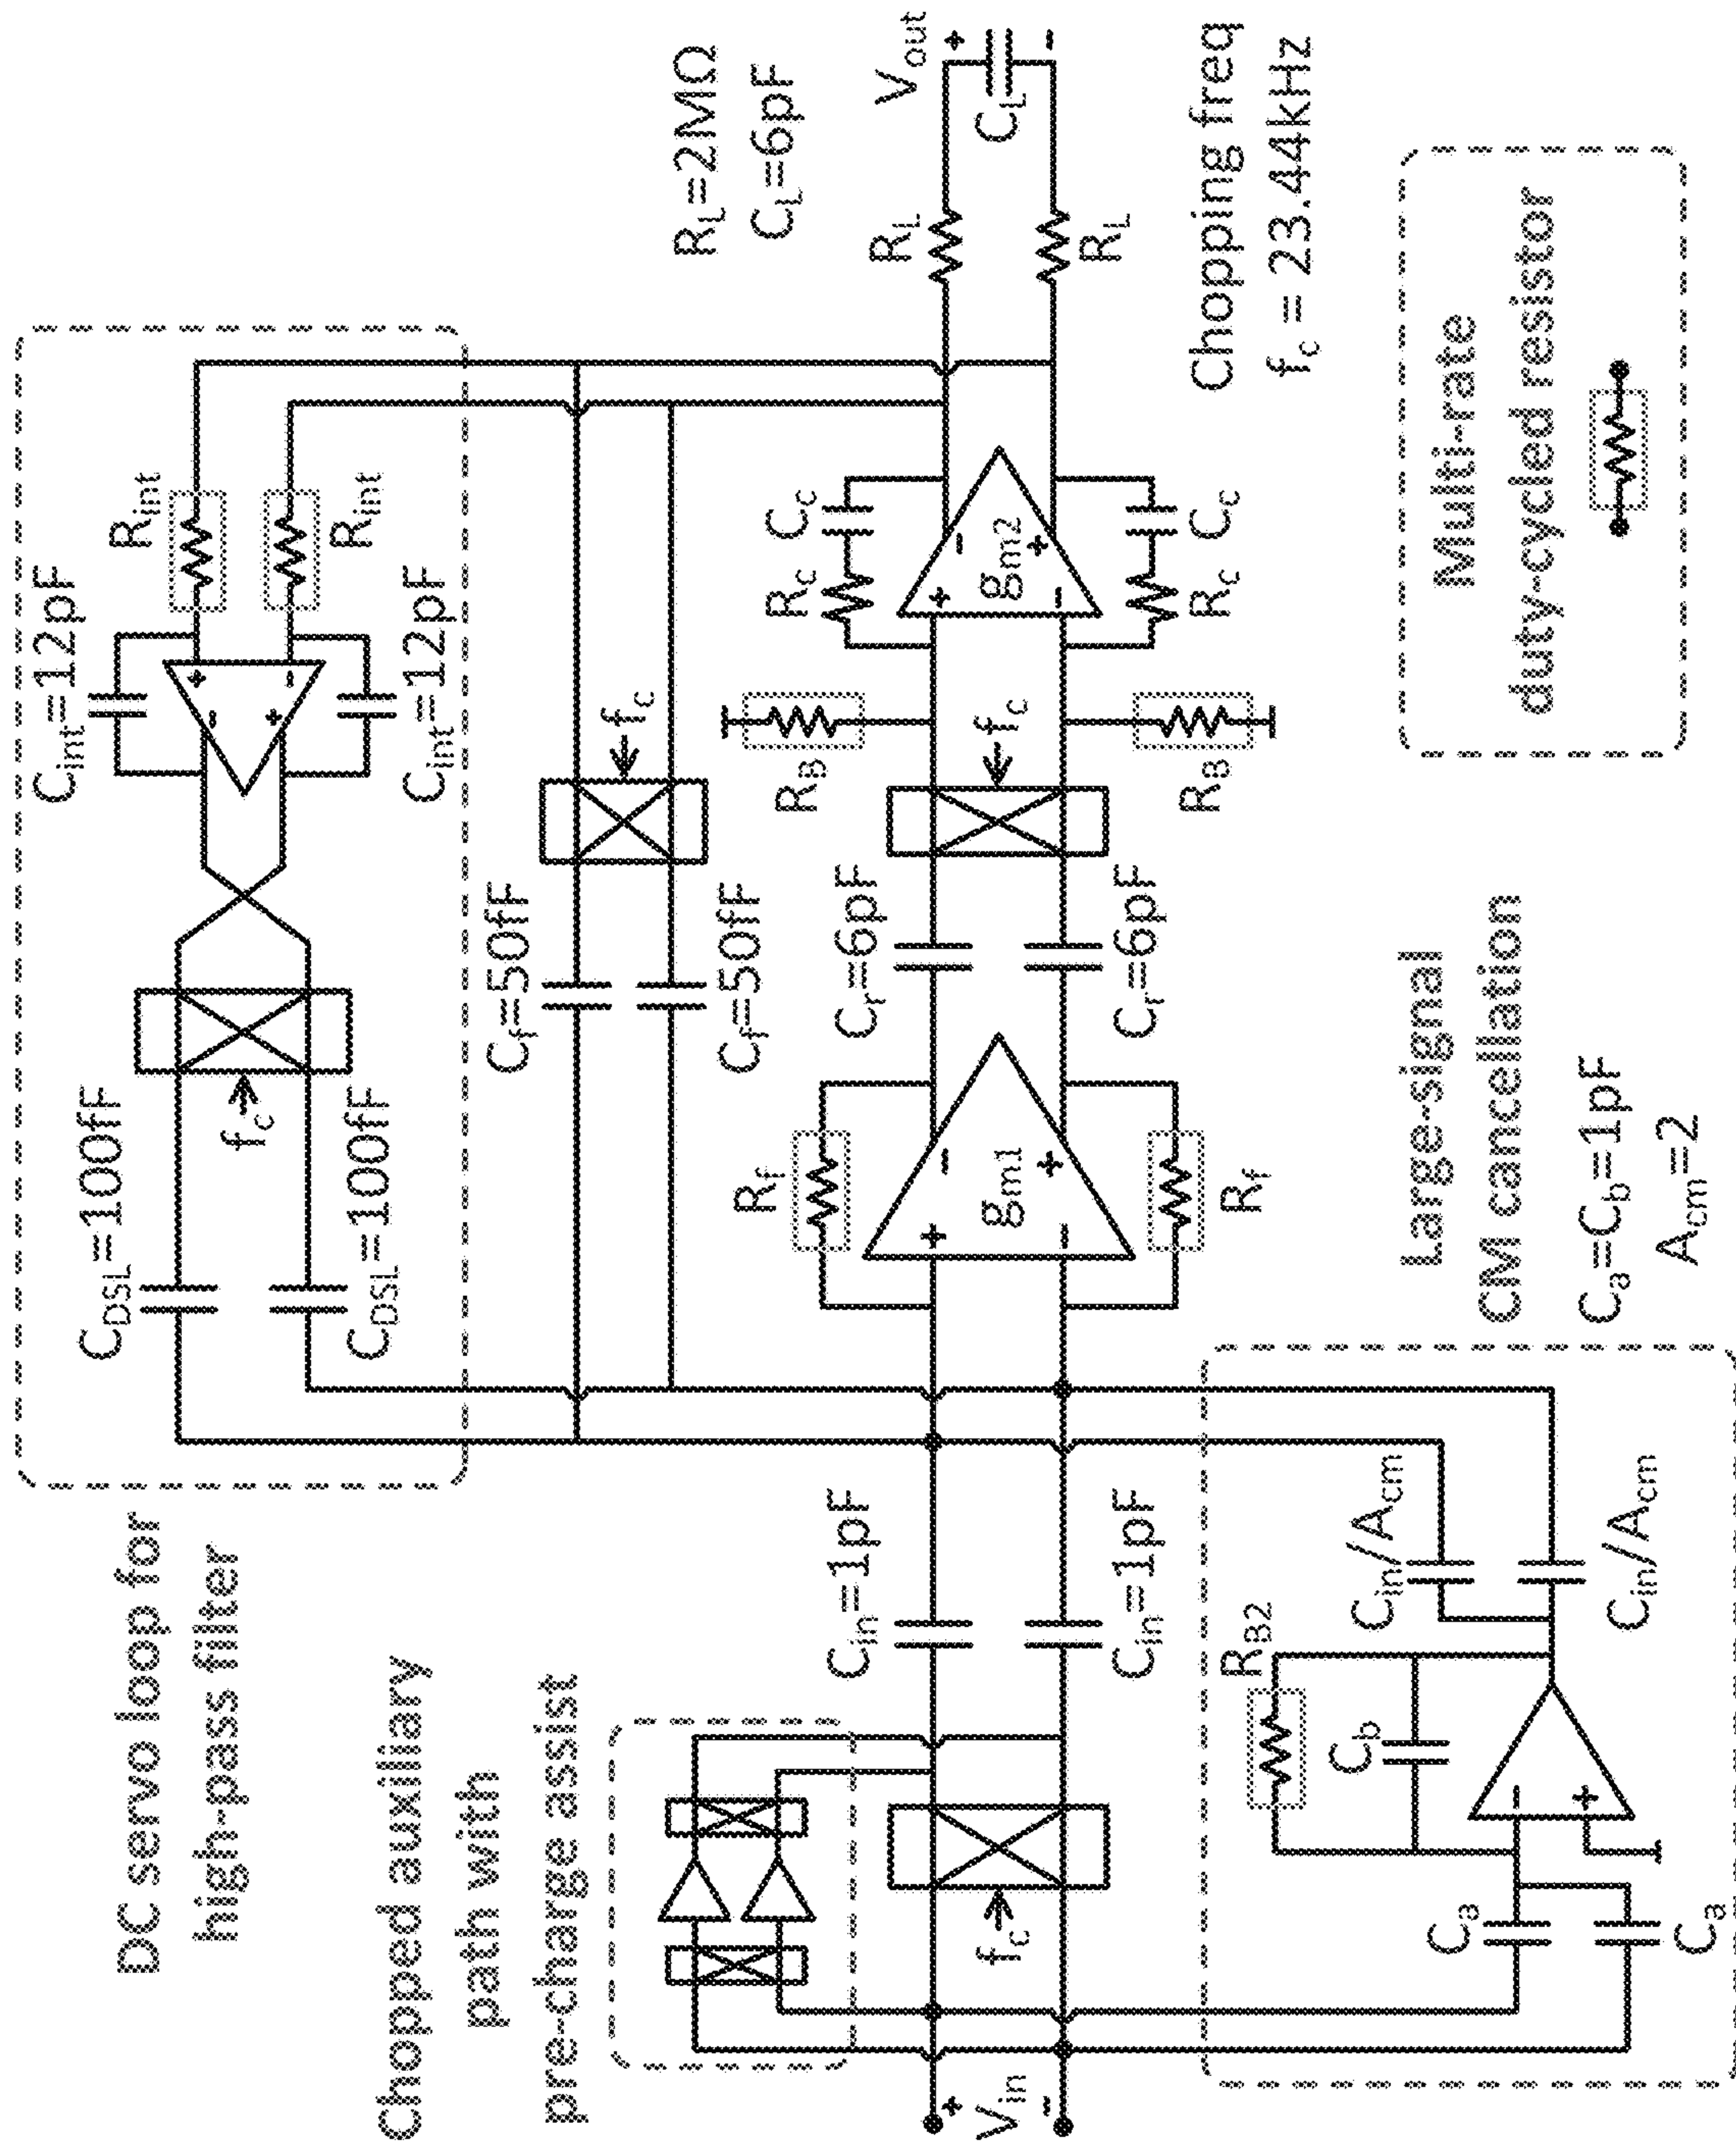 DC servo loop for
high-pass filter
C_DSL=100fF
f_c
C_DSL=100fF
C_int=12pF
C_int=12pF
R_int
R_int
Chopped auxiliary
path with
pre-charge assist
C_f=50fF
C_f=50fF
f_c
R_L=2MΩ
C_L=6pF
V_in
+
-
f_c
C_in=1pF
C_in=1pF
R_f
+
-
g_m1
-
+
R_f
C_r=6pF
C_r=6pF
f_c
R_B
R_B
R_c
C_c
+
-
g_m2
-
+
R_c
C_c
R_L
R_L
C_L
V_out
+
-
+
-
-
+
C_a
C_a
R_B2
C_b
-
+
C_in/A_cm
C_in/A_cm
Large-signal
CM cancellation
C_a=C_b=1pF
A_cm=2
Chopping freq
f_c = 23.44kHz
Multi-rate
duty-cycled resistor